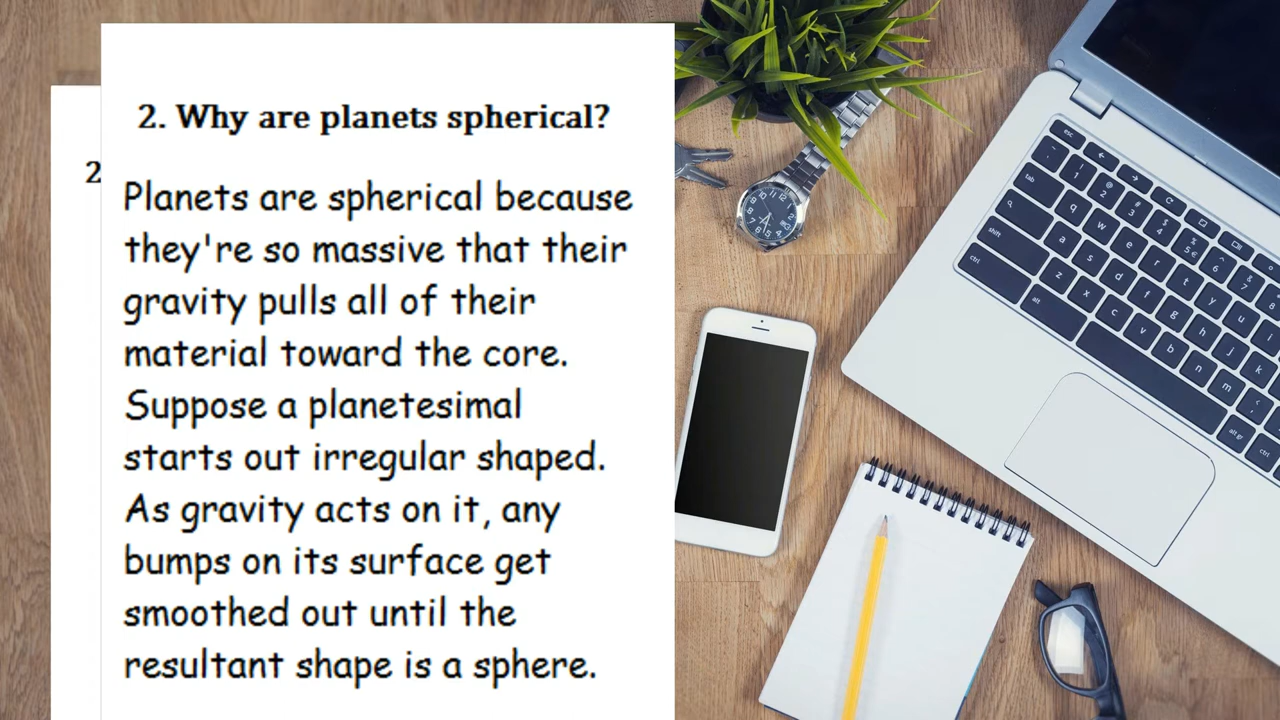 2. Why are planets spherical?
2
Planets are spherical because
they're so massive that their
gravity pulls all of their
material toward the core.
Suppose a planetesimal
starts out irregular shaped.
As gravity acts on it, any
bumps on its surface get
smoothed out until the
resultant shape is a sphere.